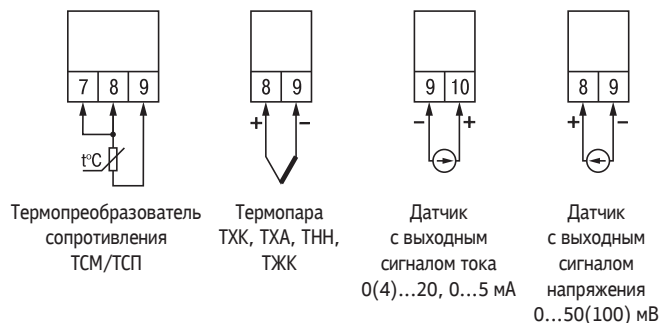 7 8 9
8 9
9 10
8 9
+ −
− +
+ −
t°C
Термопреобразователь
сопротивления
ТСМ/ТСП
Термопара
ТХК, ТХА, ТНН,
ТЖК
Датчик
с выходным
сигналом тока
0(4)...20, 0...5 мА
Датчик
с выходным
сигналом
напряжения
0...50(100) мВ